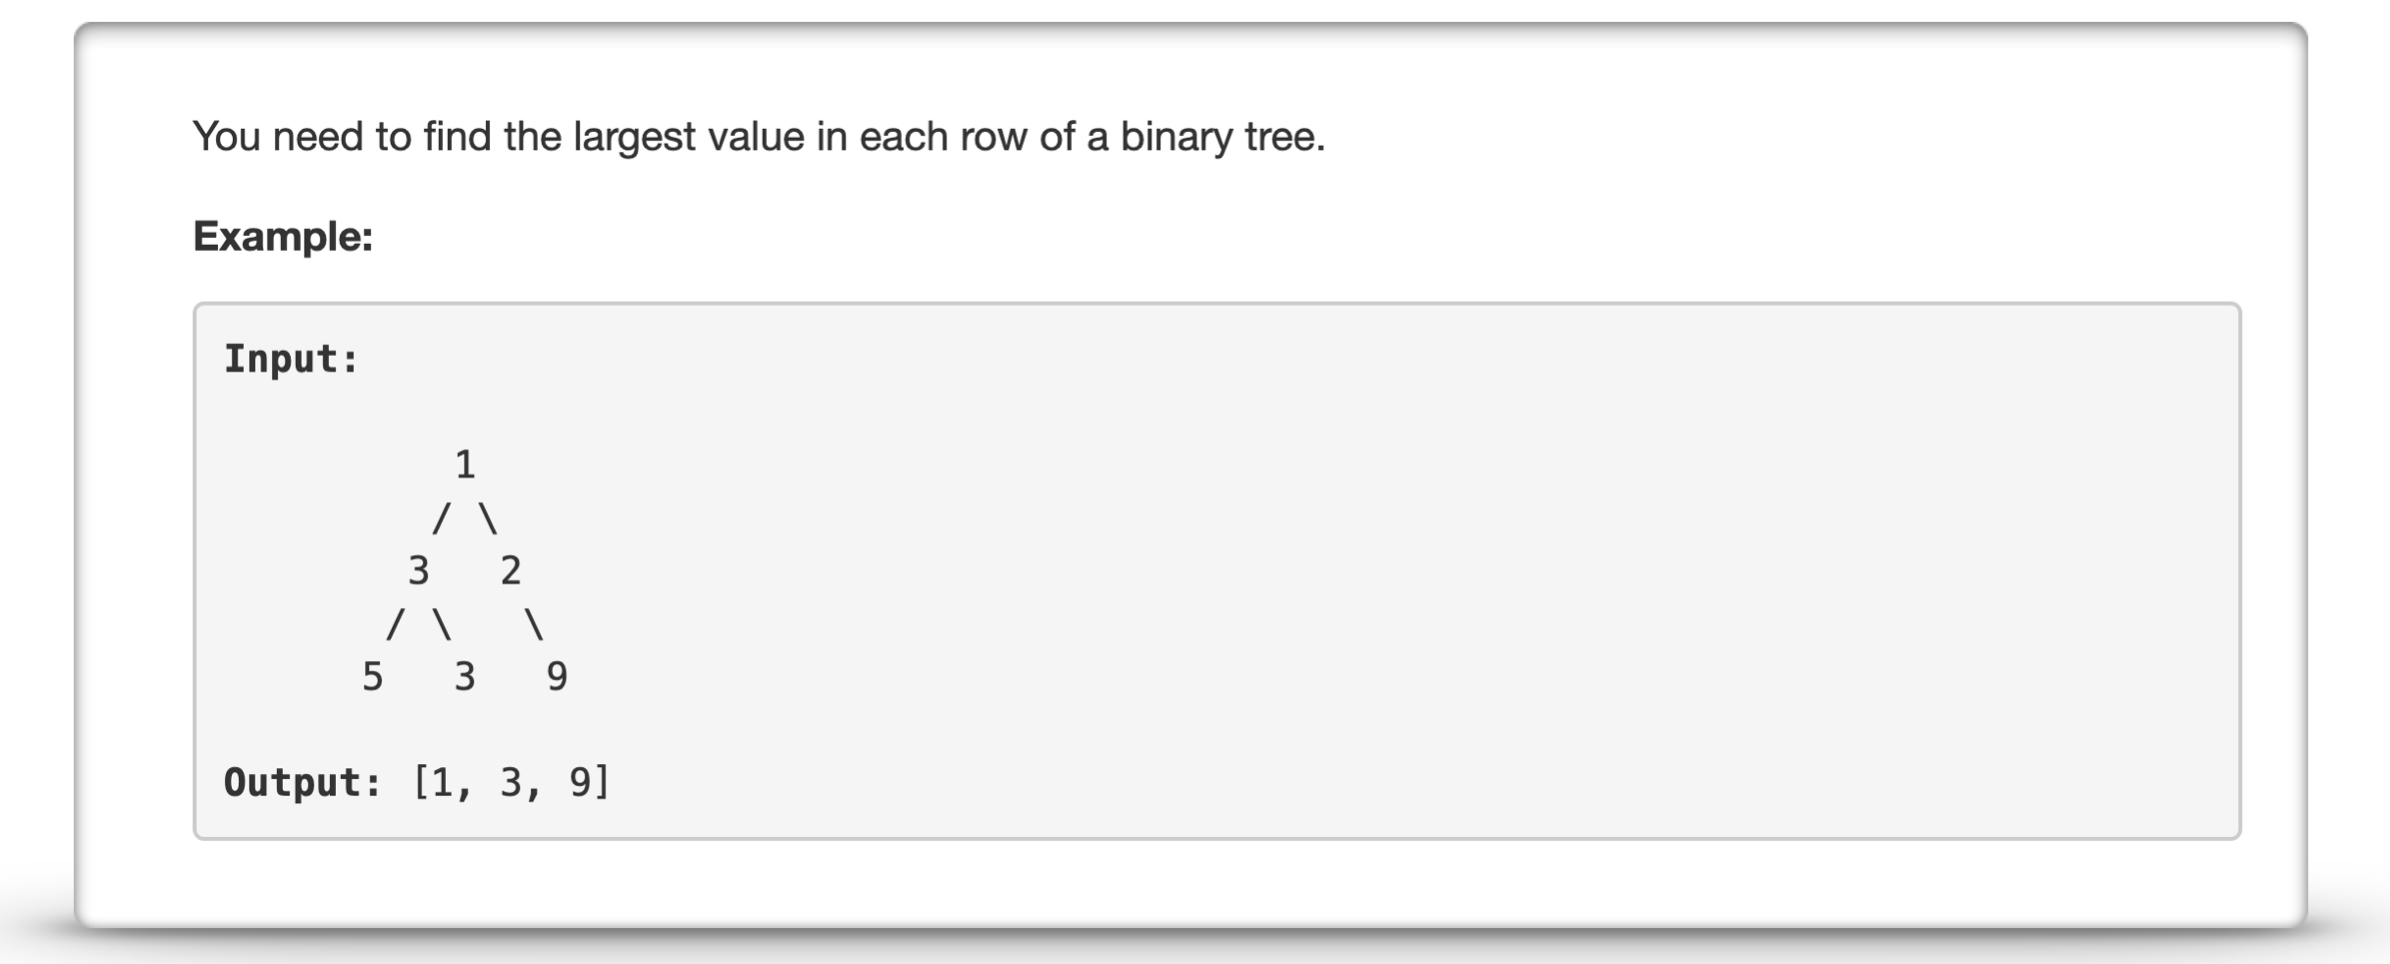 You need to find the largest value in each row of a binary tree.
Example:
Input:
          1
         / \
        3   2
       / \   \
      5   3   9
Output: [1, 3, 9]